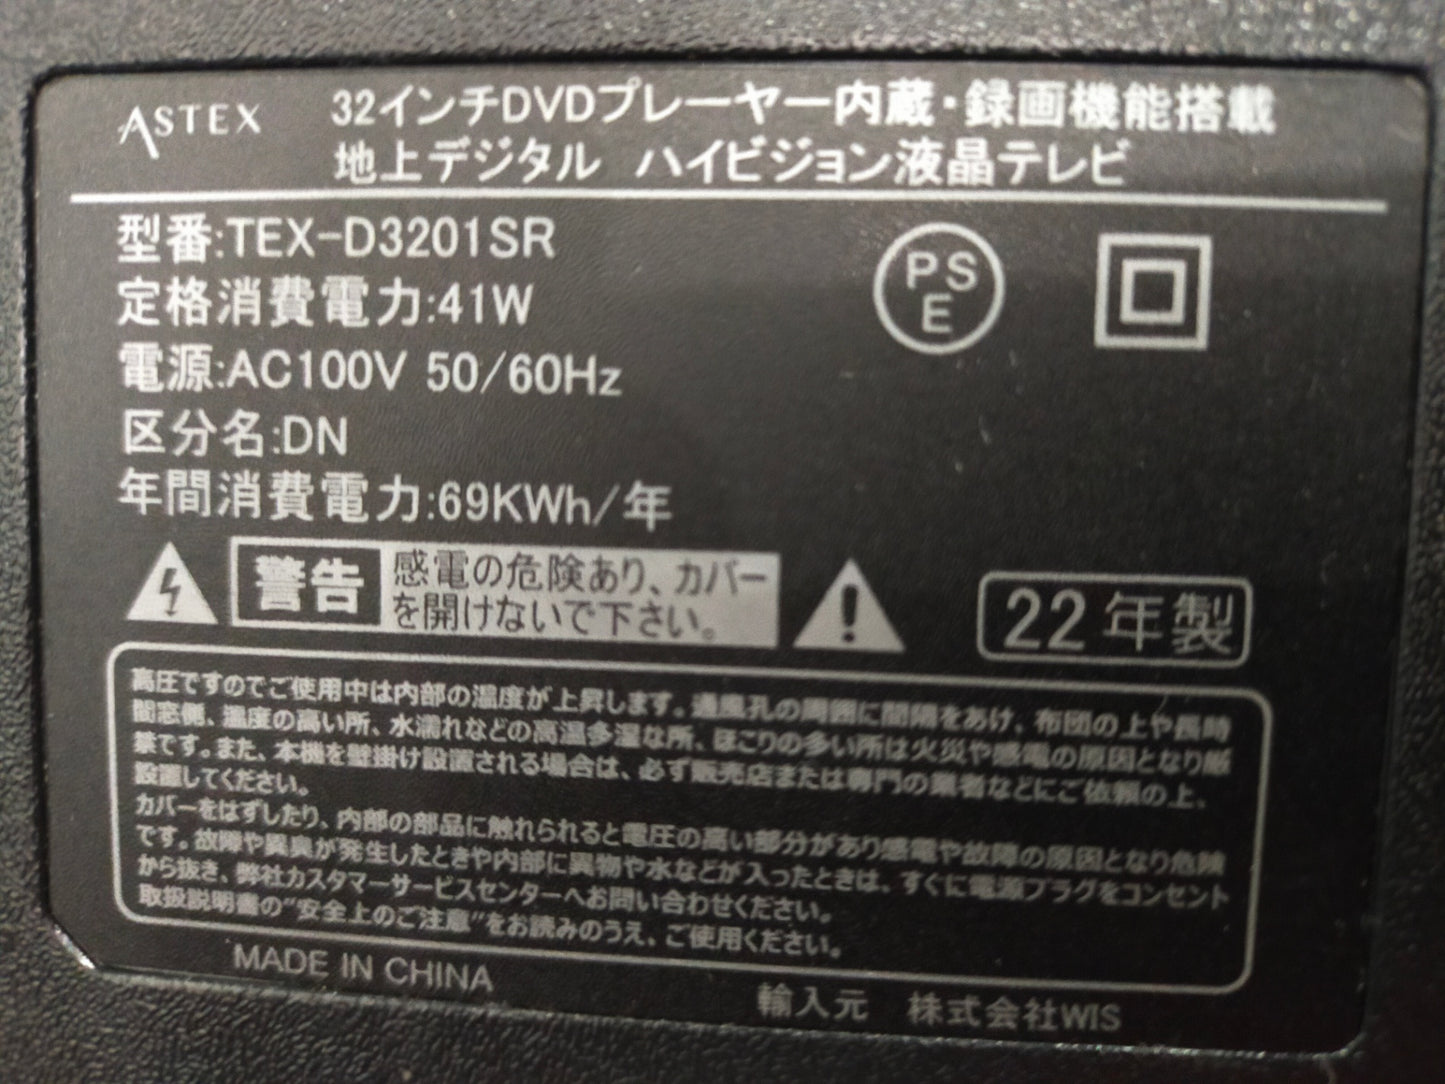 ASTEX 32インチDVDプレーヤー内蔵・録画機能搭載
地上デジタル ハイビジョン液晶テレビ
型番:TEX-D3201SR
定格消費電力:41W
電源:AC100V 50/60Hz
区分名:DN
年間消費電力:69KWh/年
PS
E
警告
感電の危険あり、カバー
を開けないで下さい。
22年製
高圧ですのでご使用中は内部の温度が上昇します。通風孔の周囲に間隔をあけ、布団の上や長時
間窓側、温度の高い所、水濡れなどの高温多湿な所、ほこりの多い所は火災や感電の原因となり厳
禁です。また、本機を壁掛け設置される場合は、必ず販売店または専門の業者などにご依頼の上、
設置してください。
カバーをはずしたり、内部の部品に触れられると電圧の高い部分があり感電や故障の原因となり危険
です。故障や異臭が発生したときや内部に異物や水などが入ったときは、すぐに電源プラグをコンセント
から抜き、弊社カスタマーサービスセンターへお問い合わせください。
取扱説明書の"安全上のご注意"をお読みのうえ、ご使用ください。
MADE IN CHINA
輸入元 株式会社WIS